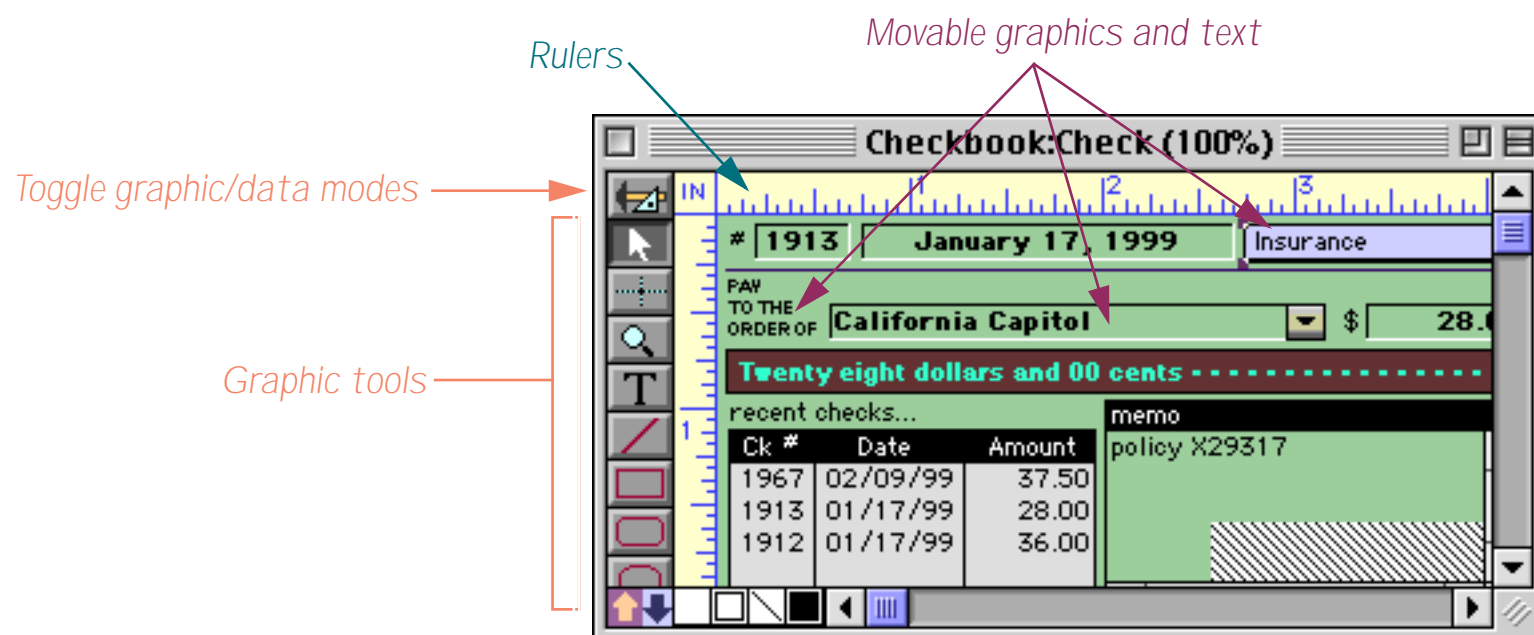 Movable graphics and text
Rulers
Checkbook:Check (100%)
Toggle graphic/data modes
IN 1 2 3
# 1913 January 17, 1999 Insurance
PAY
TO THE
ORDER OF California Capitol $ 28.0
Twenty eight dollars and 00 cents - - - - - - - - - - - - - - - -
Graphic tools
T
1
recent checks... memo
Ck # Date Amount policy X29317
1967 02/09/99 37.50
1913 01/17/99 28.00
1912 01/17/99 36.00